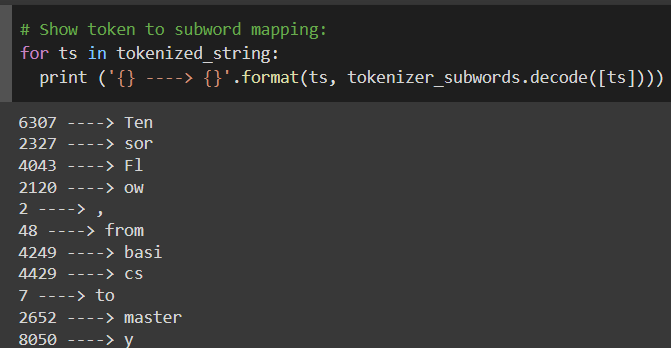 # Show token to subword mapping:
for ts in tokenized_string:
  print ('{} ----> {}'.format(ts, tokenizer_subwords.decode([ts])))
6307 ----> Ten
2327 ----> sor
4043 ----> Fl
2120 ----> ow
2 ----> ,
48 ----> from
4249 ----> basi
4429 ----> cs
7 ----> to
2652 ----> master
8050 ----> y